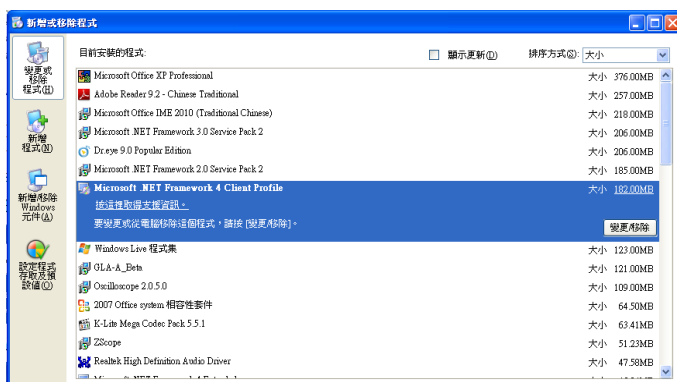 新增或移除程式
變更或
移除
程式(H)
新增
程式(N)
新增/移除
Windows
元件(A)
設定程式
存取及預
設值(O)
目前安裝的程式:
顯示更新(D)
排序方式(S): 大小
Microsoft Office XP Professional 大小 376.00MB
Adobe Reader 9.2 - Chinese Traditional 大小 257.00MB
Microsoft Office IME 2010 (Traditional Chinese) 大小 218.00MB
Microsoft .NET Framework 3.0 Service Pack 2 大小 206.00MB
Dr.eye 9.0 Popular Edition 大小 206.00MB
Microsoft .NET Framework 2.0 Service Pack 2 大小 185.00MB
Microsoft .NET Framework 4 Client Profile 大小 182.00MB
按這裡取得支援資訊。
要變更或從電腦移除這個程式，請按 [變更/移除]。
變更/移除
Windows Live 程式集 大小 123.00MB
GLA-A_Beta 大小 121.00MB
Oscilloscope 2.0.5.0 大小 109.00MB
2007 Office system 相容性套件 大小 64.50MB
K-Lite Mega Codec Pack 5.5.1 大小 63.41MB
ZScope 大小 51.23MB
Realtek High Definition Audio Driver 大小 47.58MB